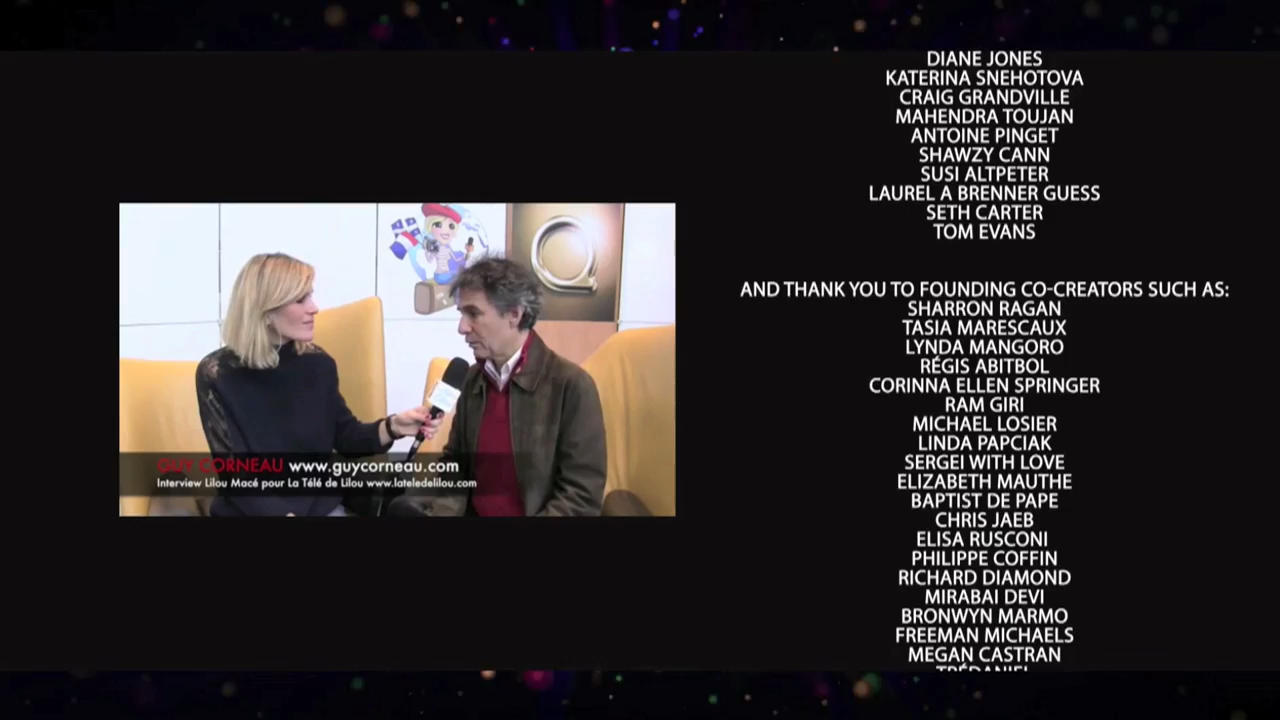 GUY CORNEAU www.guycorneau.com
Interview Lilou Macé pour La Télé de Lilou www.lateledelilou.com
DIANE JONES
KATERINA SNEHOTOVA
CRAIG GRANDVILLE
MAHENDRA TOUJAN
ANTOINE PINGET
SHAWZY CANN
SUSI ALTPETER
LAUREL A BRENNER GUESS
SETH CARTER
TOM EVANS
AND THANK YOU TO FOUNDING CO-CREATORS SUCH AS:
SHARRON RAGAN
TASIA MARESCAUX
LYNDA MANGORO
RÉGIS ABITBOL
CORINNA ELLEN SPRINGER
RAM GIRI
MICHAEL LOSIER
LINDA PAPCIAK
SERGEI WITH LOVE
ELIZABETH MAUTHE
BAPTIST DE PAPE
CHRIS JAEB
ELISA RUSCONI
PHILIPPE COFFIN
RICHARD DIAMOND
MIRABAI DEVI
BRONWYN MARMO
FREEMAN MICHAELS
MEGAN CASTRAN